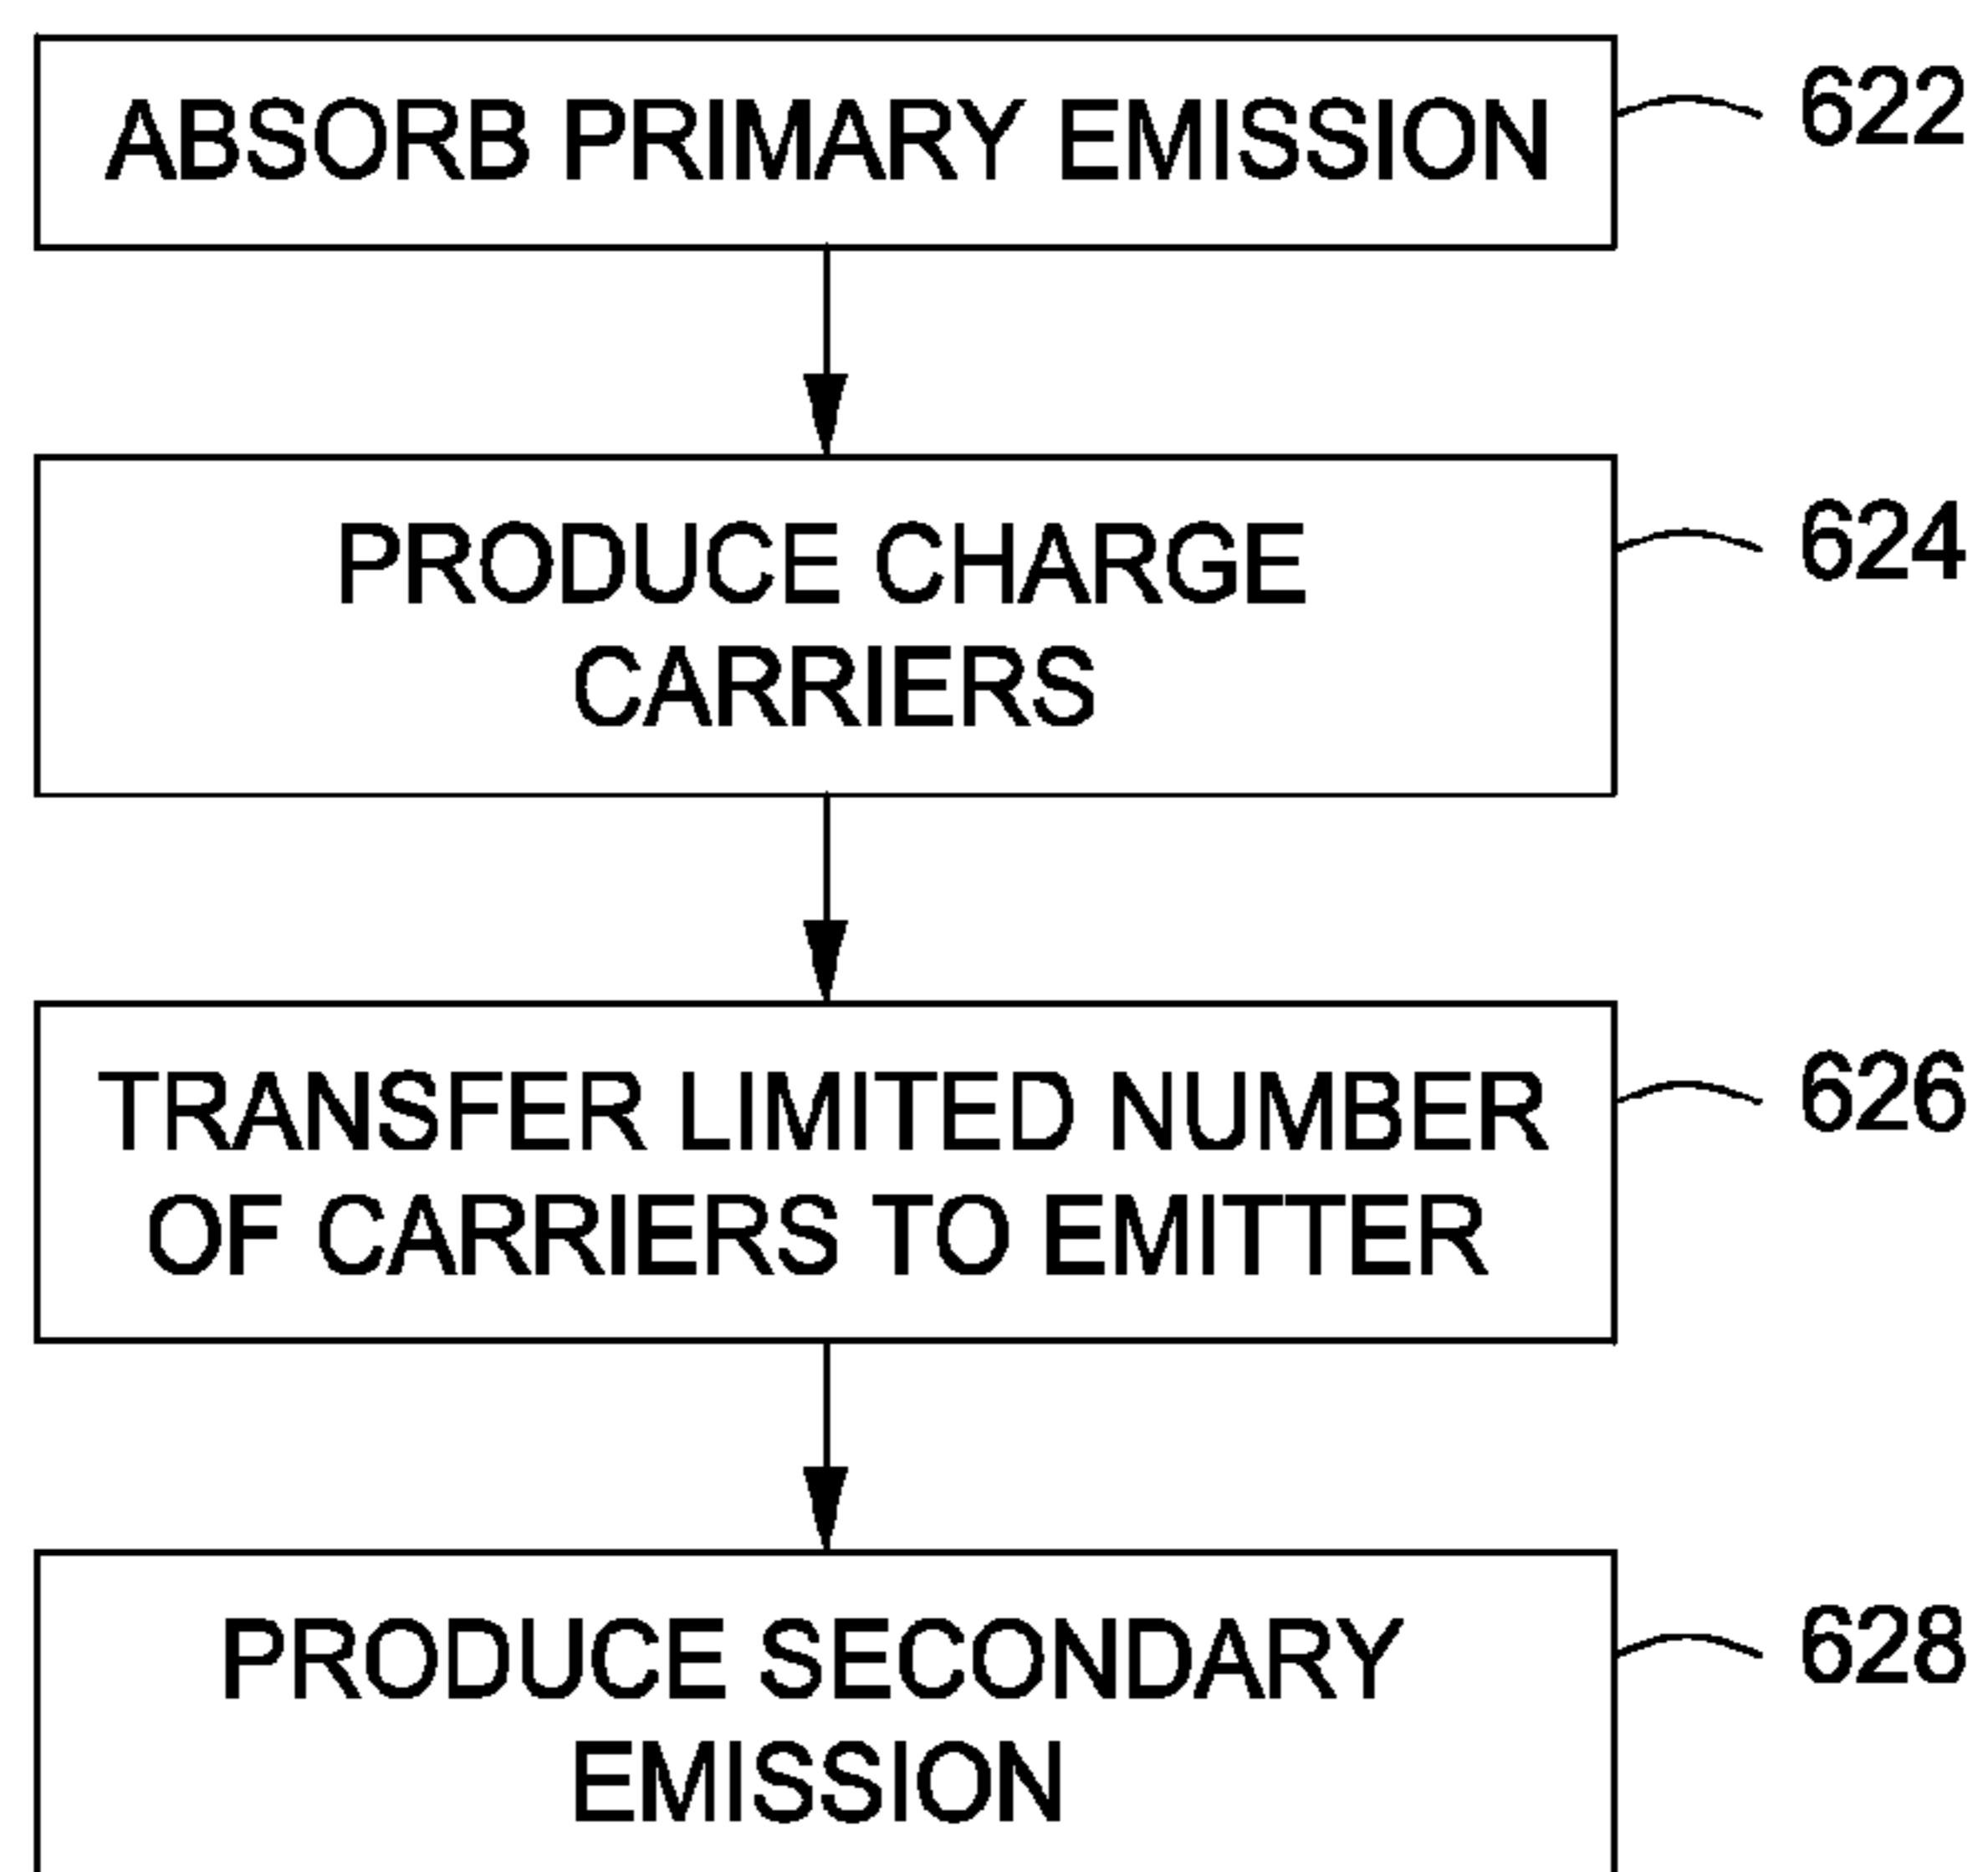 ABSORB PRIMARY EMISSION
622
PRODUCE CHARGE
CARRIERS
624
TRANSFER LIMITED NUMBER
OF CARRIERS TO EMITTER
626
PRODUCE SECONDARY
EMISSION
628